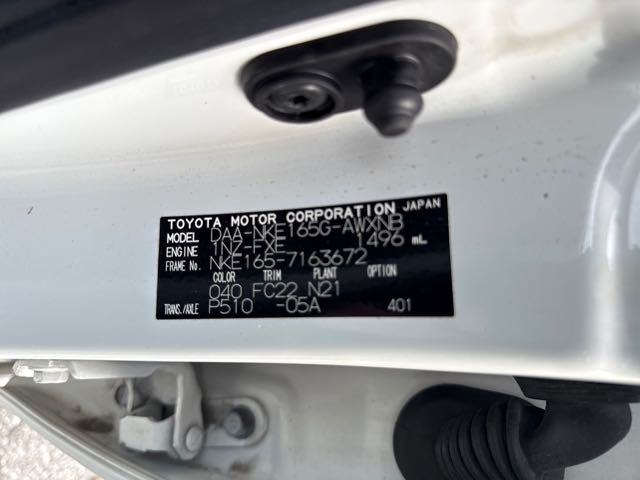 TOYOTA MOTOR CORPORATION JAPAN
MODEL DAA-NKE165G-AWXNB
ENGINE 1NZ-FXE 1496 mL
FRAME No. NKE165-7163672
COLOR TRIM PLANT OPTION
040 FC22 N21
TRANS./AXLE P510 -05A 401